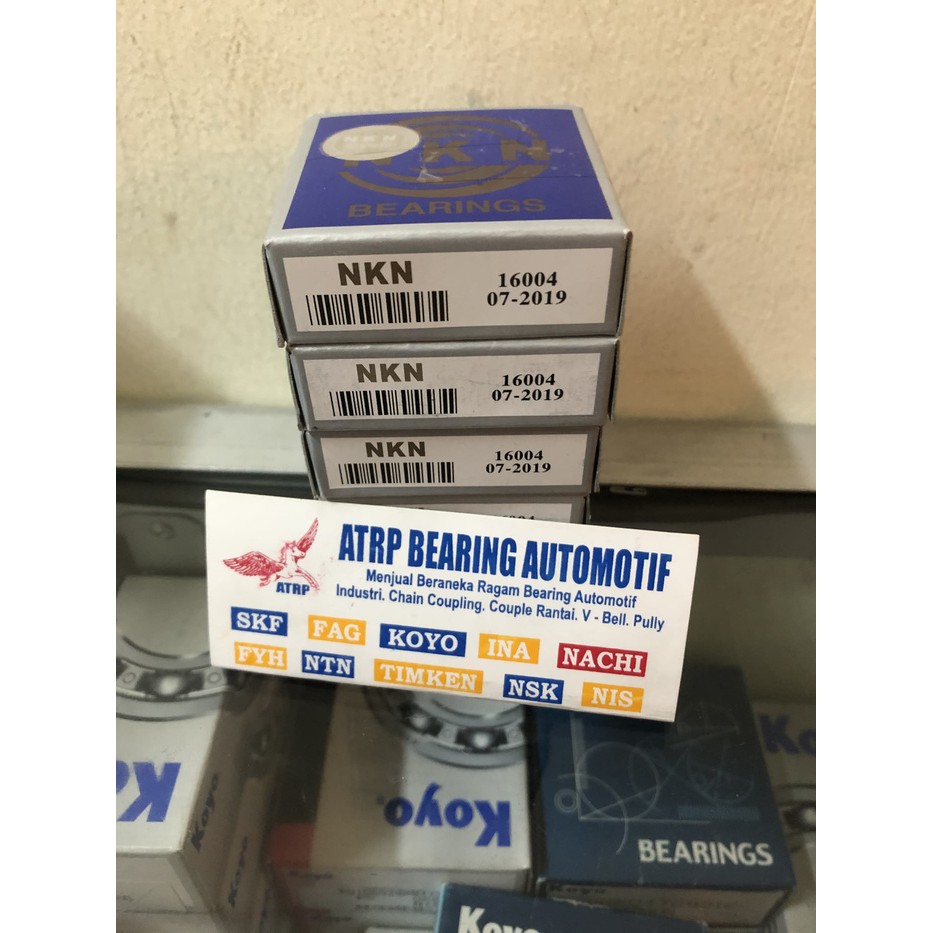 NKN
BEARINGS
NKN
16004
07-2019
NKN
16004
07-2019
NKN
16004
07-2019
ATRP BEARING AUTOMOTIF
Menjual Beraneka Ragam Bearing Automotif
Industri. Chain Coupling. Couple Rantai. V - Bell. Pully
ATRP
SKF FAG KOYO INA NACHI
FYH NTN TIMKEN NSK NIS
Koyo
Koyo
Koyo
BEARINGS
Koyo
Koyo